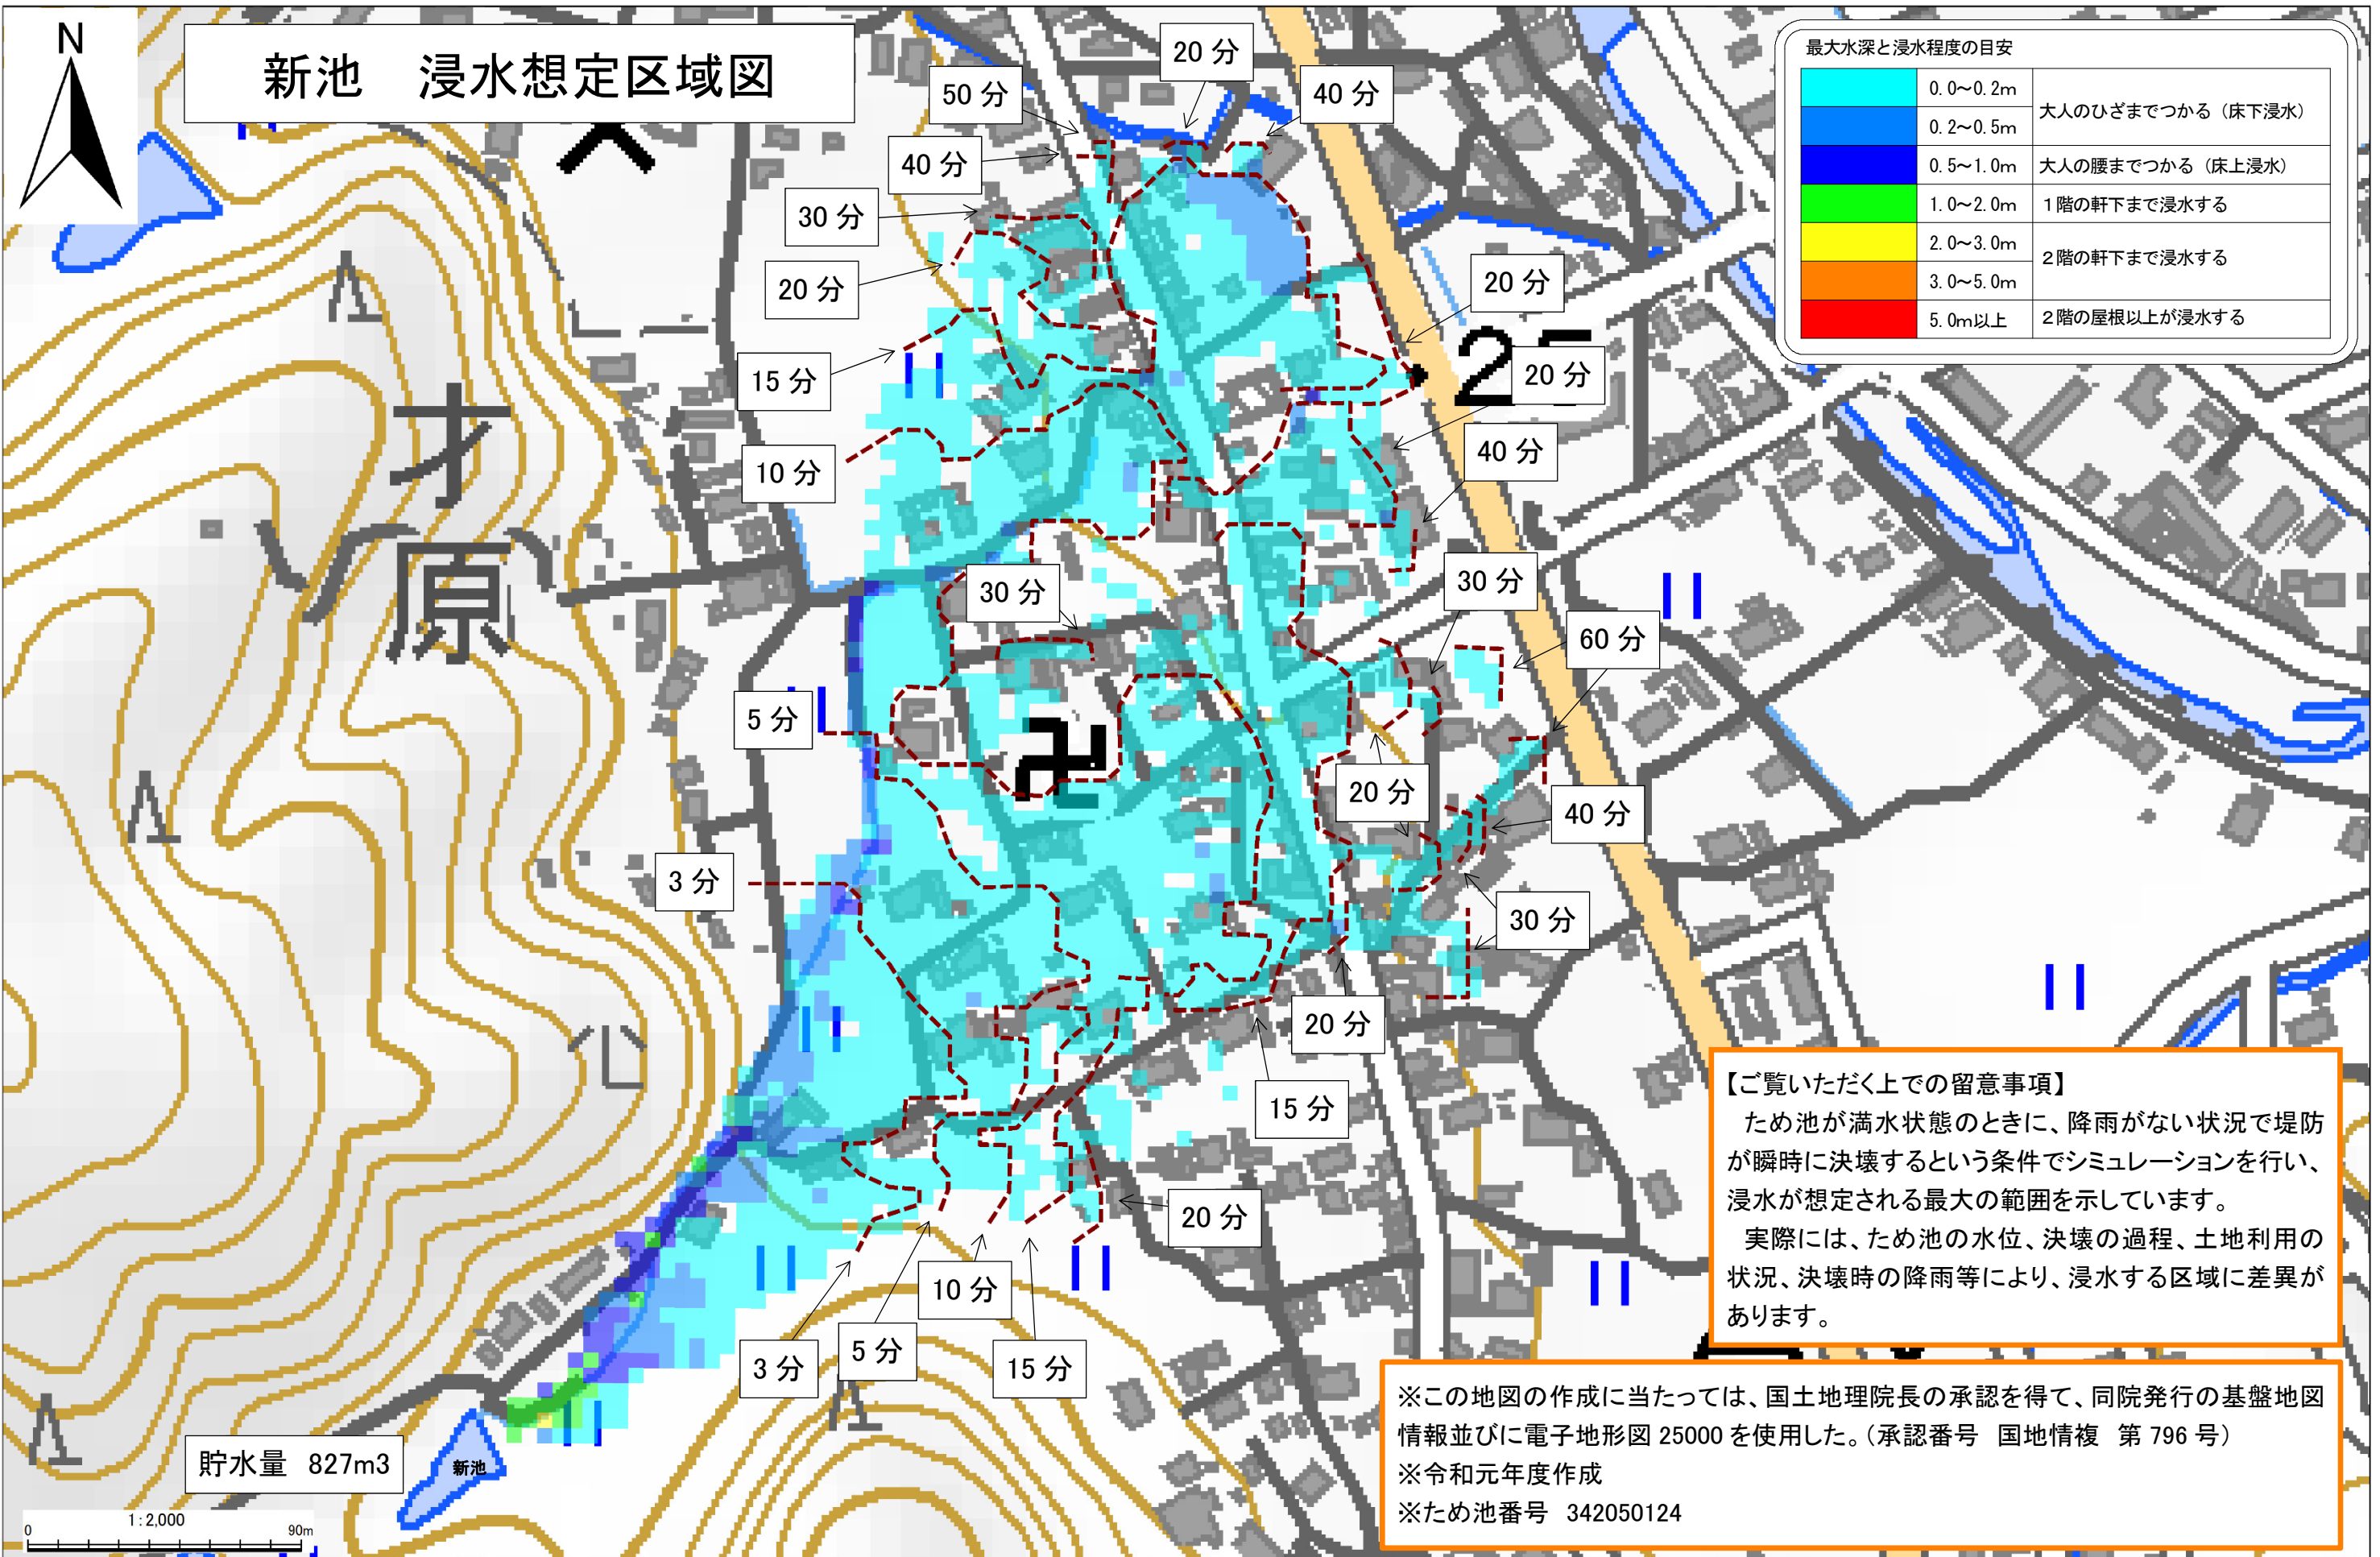 N
新池　浸水想定区域図
最大水深と浸水程度の目安
0.0～0.2m
大人のひざまでつかる（床下浸水）
0.2～0.5m
0.5～1.0m 大人の腰までつかる（床上浸水）
1.0～2.0m 1階の軒下まで浸水する
2.0～3.0m
2階の軒下まで浸水する
3.0～5.0m
5.0m以上 2階の屋根以上が浸水する
20分
50分
40分
40分
30分
20分
20分
15分
20分
10分
40分
30分
30分
60分
5分
20分
40分
3分
30分
20分
15分
20分
10分
3分
5分
15分
才
原
【ご覧いただく上での留意事項】
ため池が満水状態のときに、降雨がない状況で堤防
が瞬時に決壊するという条件でシミュレーションを行い、
浸水が想定される最大の範囲を示しています。
実際には、ため池の水位、決壊の過程、土地利用の
状況、決壊時の降雨等により、浸水する区域に差異が
あります。
※この地図の作成に当たっては、国土地理院長の承認を得て、同院発行の基盤地図
情報並びに電子地形図 25000 を使用した。（承認番号　国地情複　第 796 号）
※令和元年度作成
※ため池番号　342050124
貯水量　827m3
新池
1:2,000
0 90m